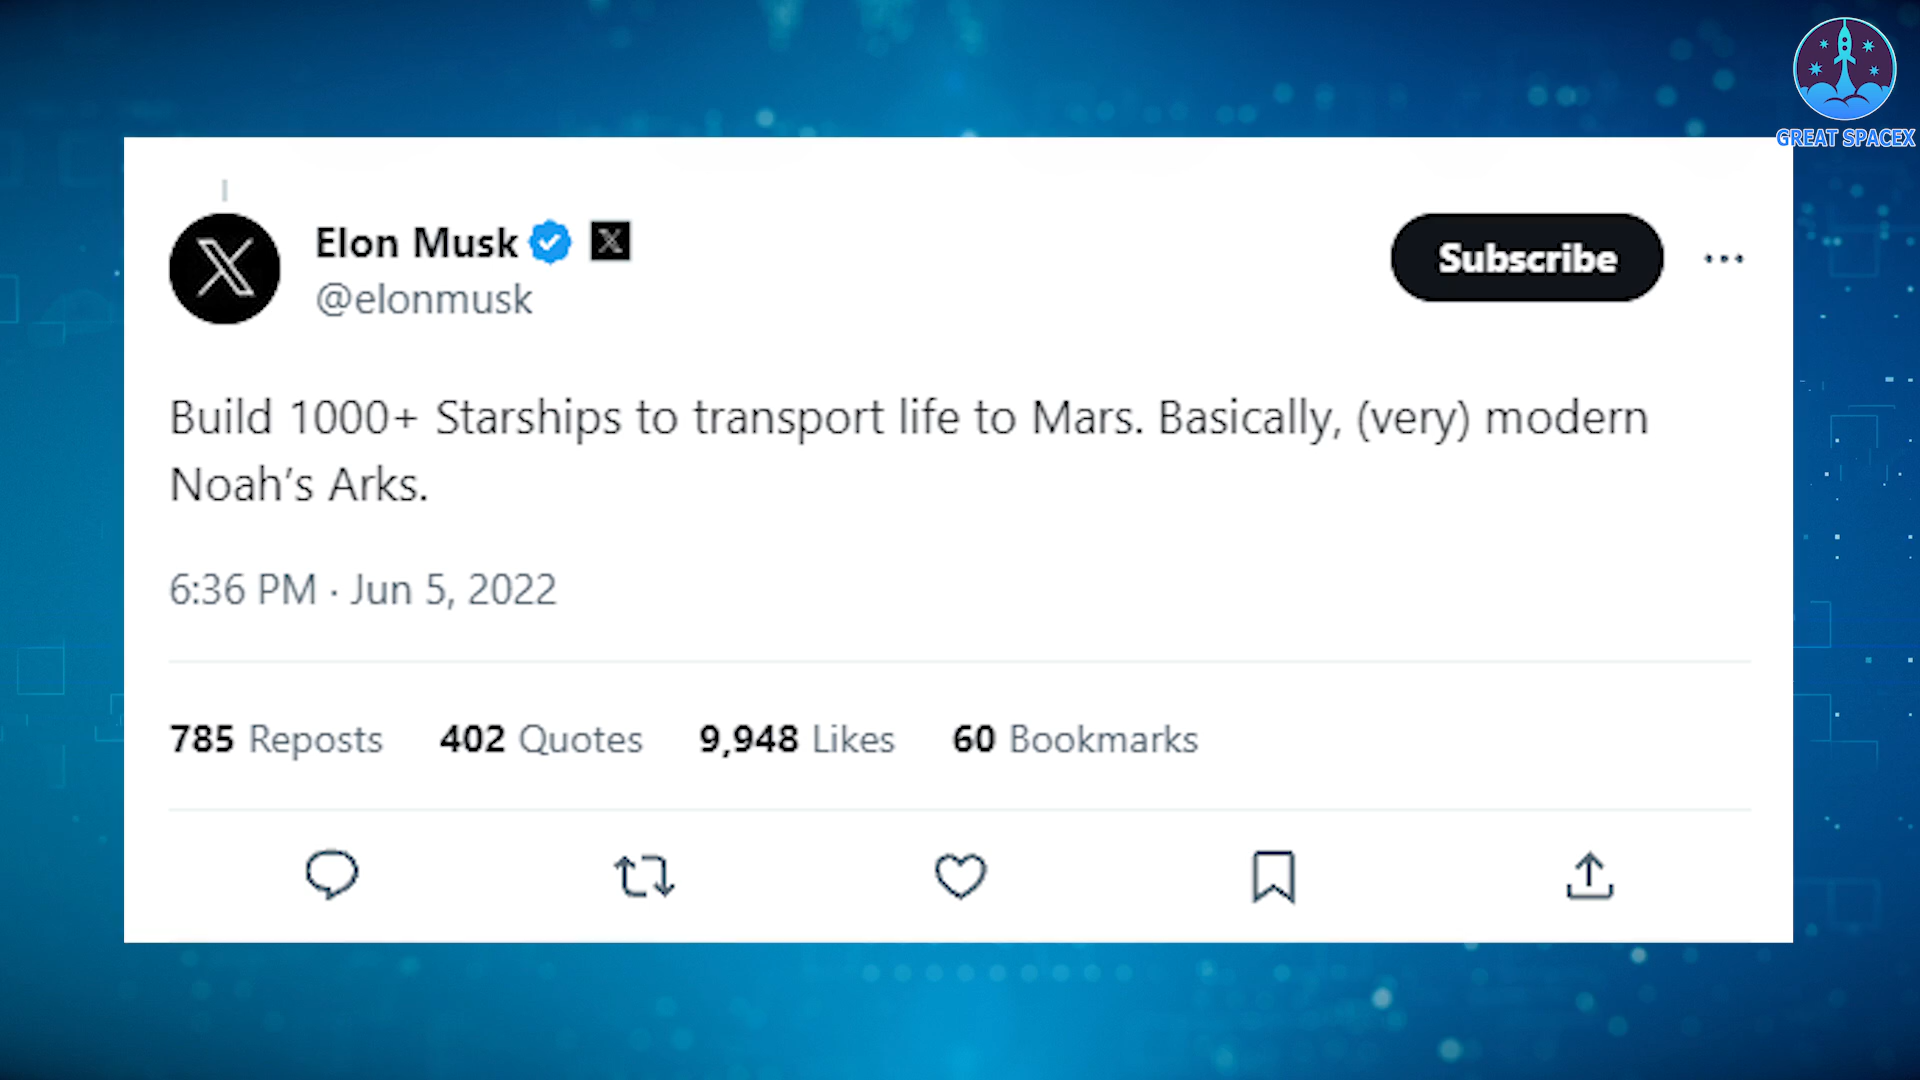 GREAT SPACEX
Elon Musk
@elonmusk
Subscribe
Build 1000+ Starships to transport life to Mars. Basically, (very) modern
Noah's Arks.
6:36 PM · Jun 5, 2022
785 Reposts 402 Quotes 9,948 Likes 60 Bookmarks